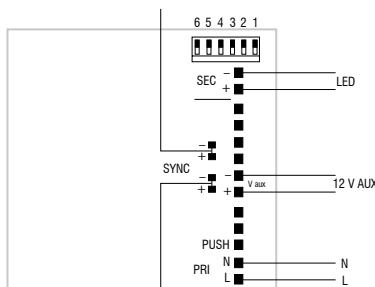 6 5 4 3 2 1
SEC - LED
+
-
+
SYNC
-
+
- V aux 12 V AUX
+
PUSH
PRI N N
L L